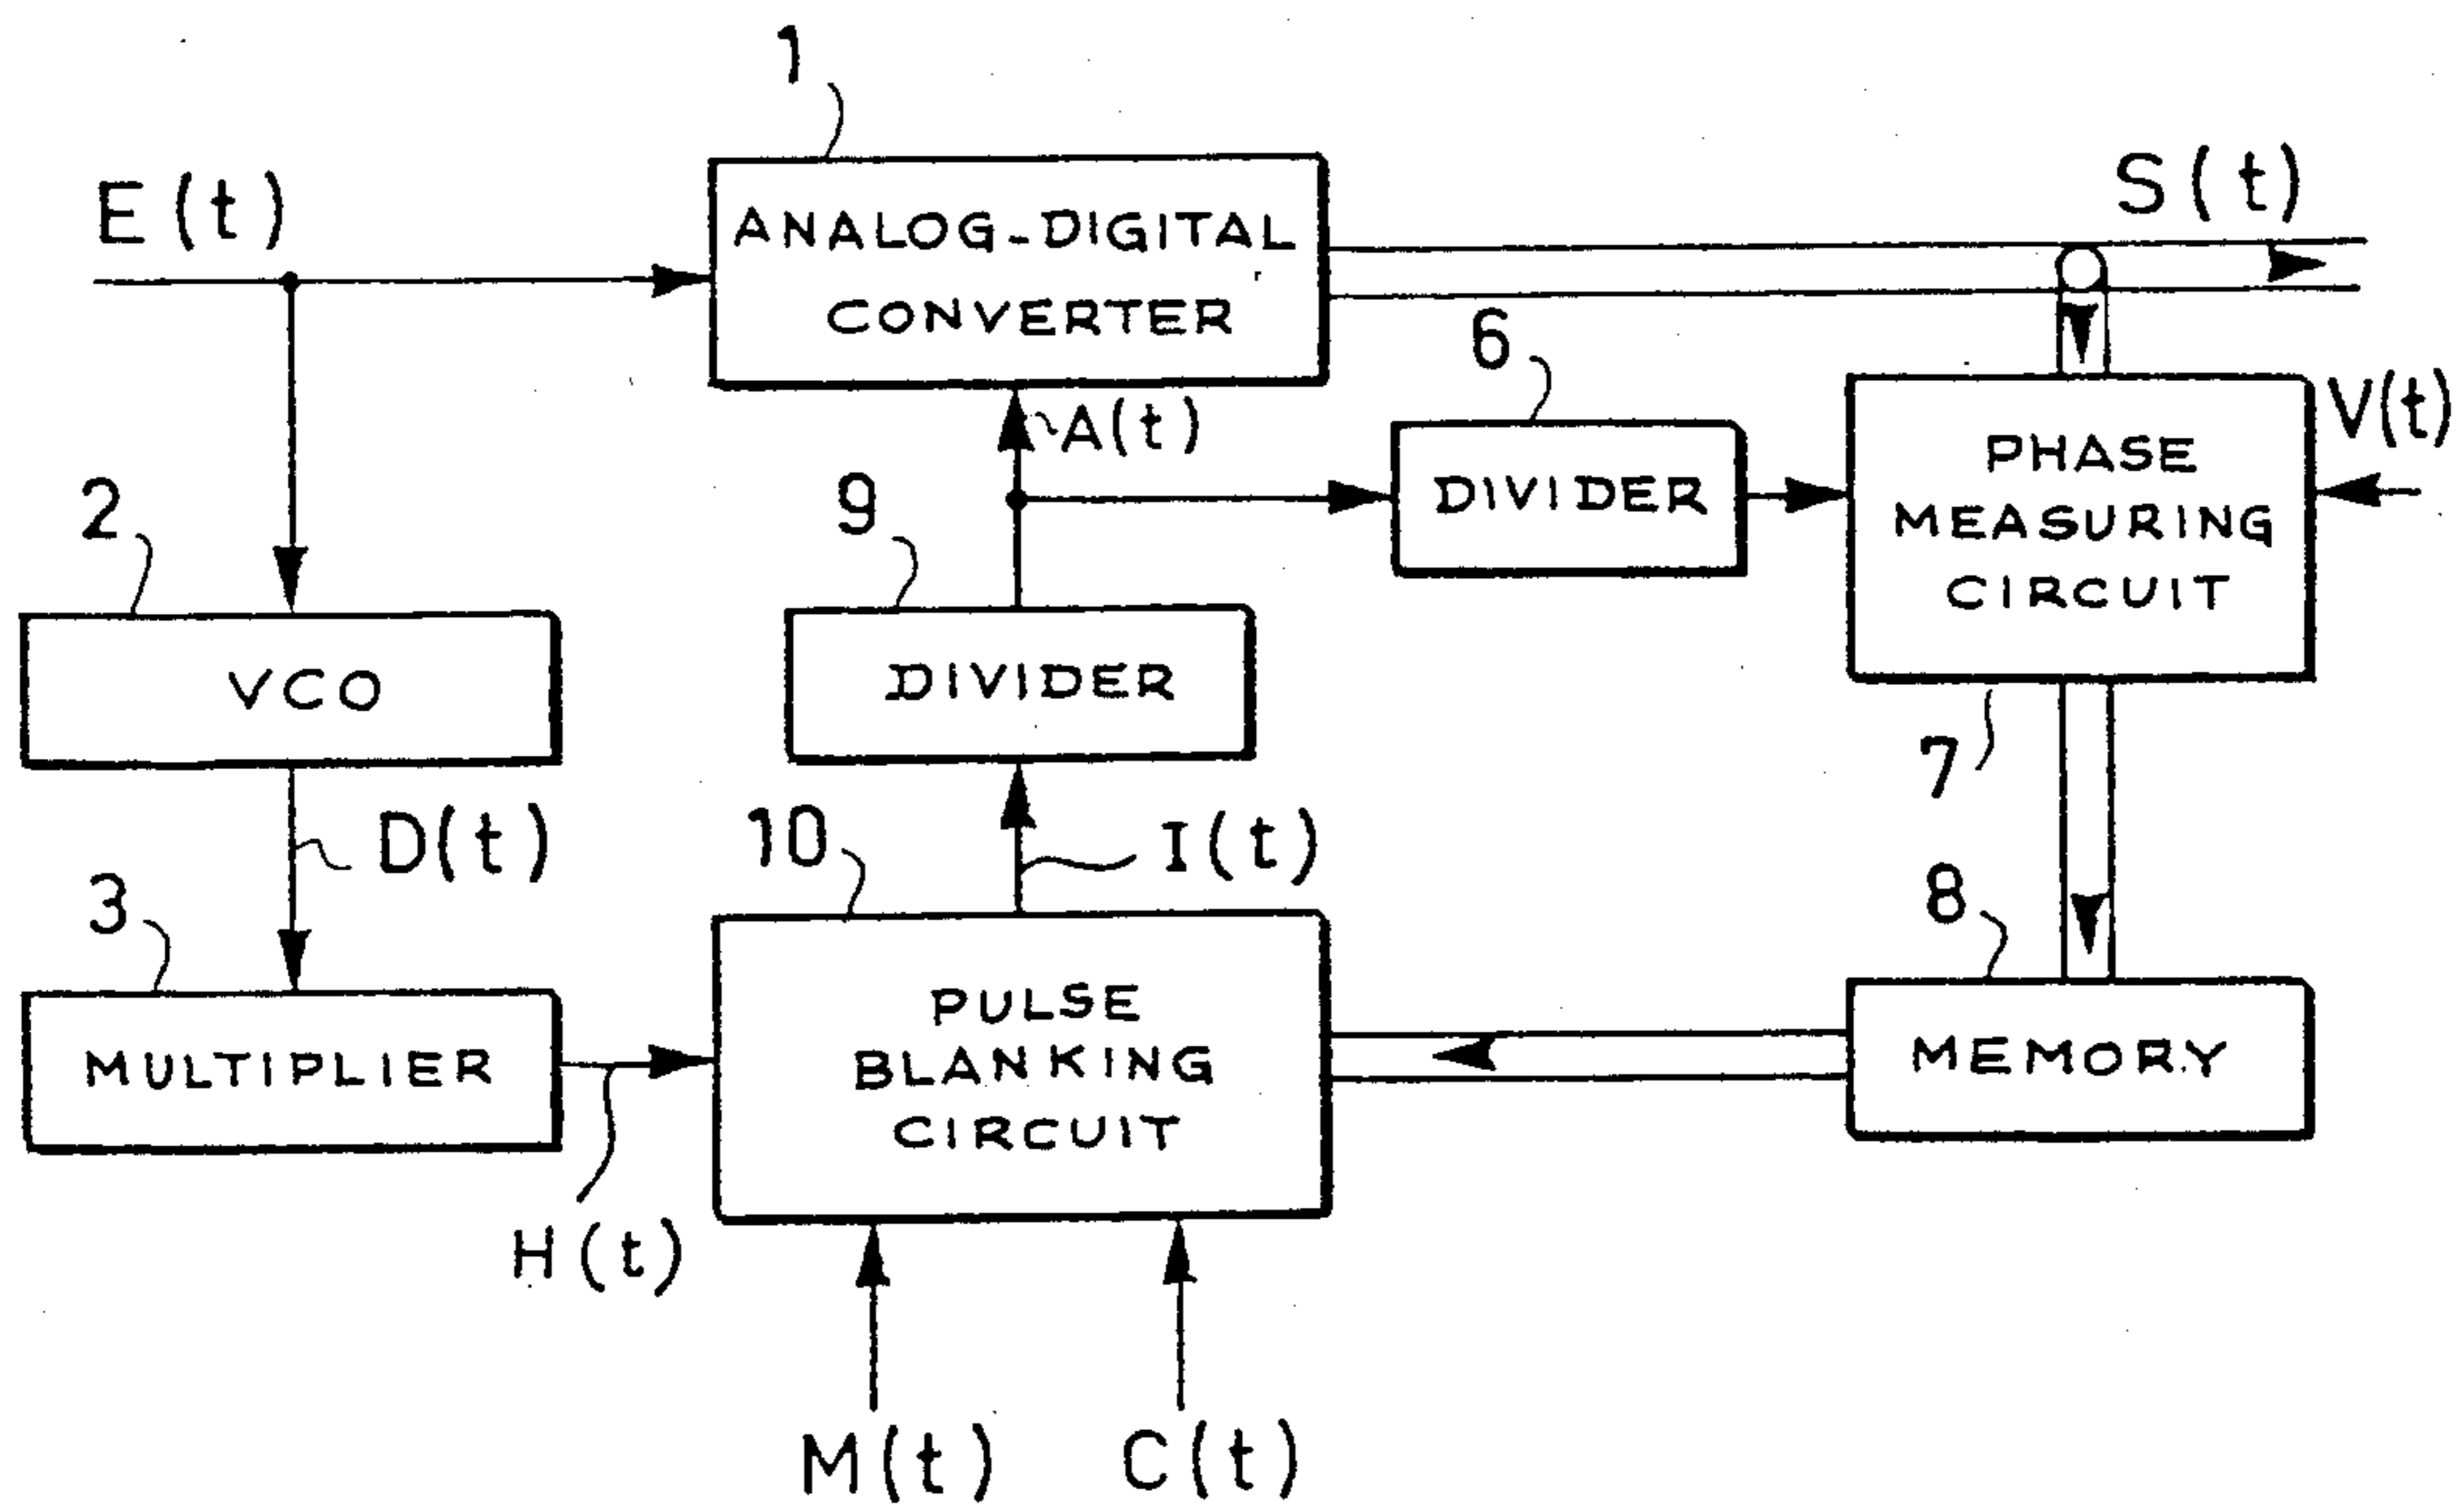 1
E(t)
ANALOG-DIGITAL
CONVERTER
S(t)
6
A(t)
V(t)
DIVIDER
PHASE
MEASURING
CIRCUIT
2
9
VCO
DIVIDER
7
D(t)
10
I(t)
3
8
MULTIPLIER
PULSE
BLANKING
CIRCUIT
MEMORY
H(t)
M(t)
C(t)